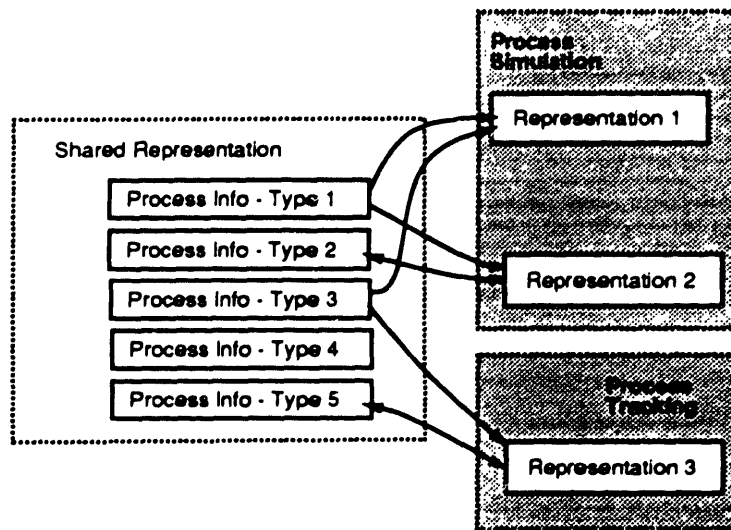 Process
Simulation
Representation 1
Shared Representation
Process Info - Type 1
Process Info - Type 2
Representation 2
Process Info - Type 3
Process Info - Type 4
Process Info - Type 5
Process
Tracking
Representation 3